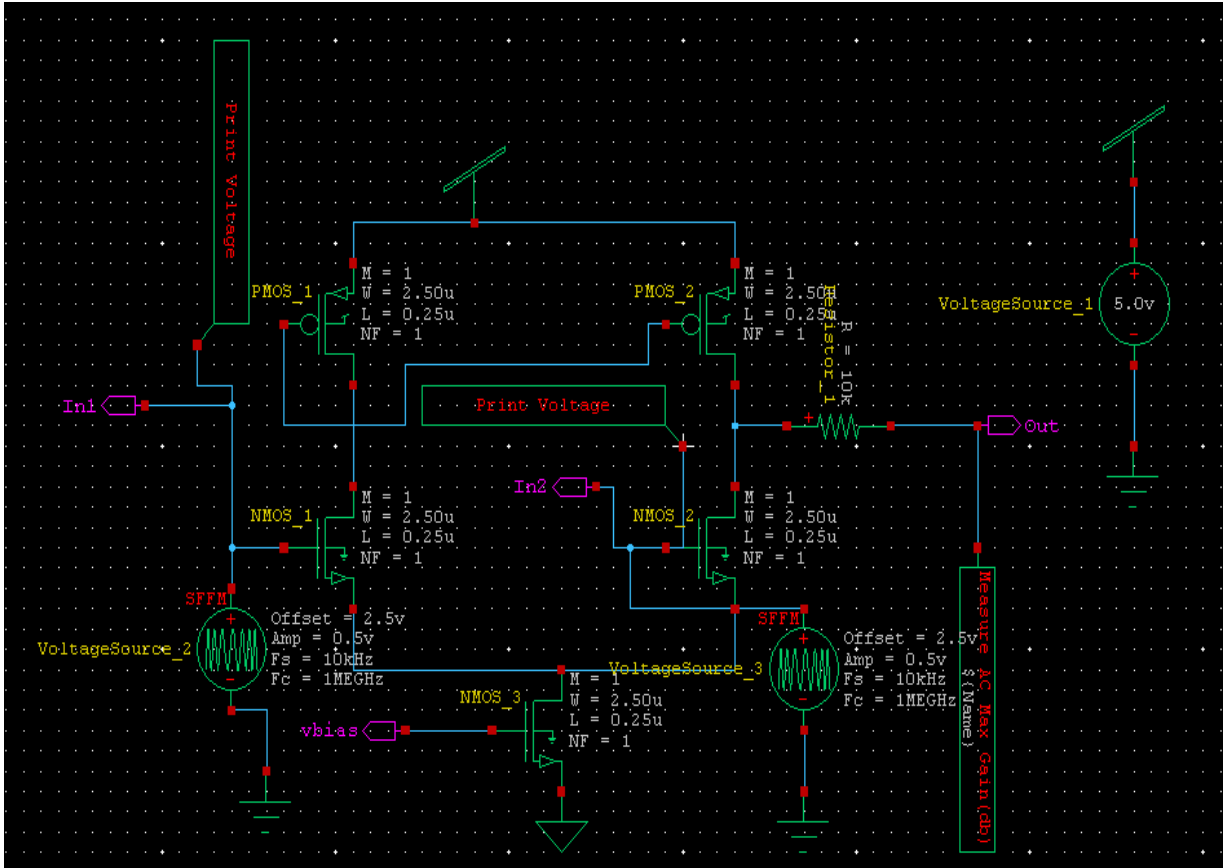 Print Voltage
PMOS_1
M = 1
W = 2.50u
L = 0.25u
NF = 1
PMOS_2
M = 1
W = 2.50u
L = 0.25u
NF = 1
Resistor_1
R = 10k
VoltageSource_1
+
5.0v
-
In1
Print Voltage
+
Out
In2
NMOS_1
M = 1
W = 2.50u
L = 0.25u
NF = 1
NMOS_2
M = 1
W = 2.50u
L = 0.25u
NF = 1
SFFM
+
-
VoltageSource_2
Offset = 2.5v
Amp = 0.5v
Fs = 10kHz
Fc = 1MEGHz
SFFM
+
-
VoltageSource_3
Offset = 2.5v
Amp = 0.5v
Fs = 10kHz
Fc = 1MEGHz
NMOS_3
M = 1
W = 2.50u
L = 0.25u
NF = 1
vbias
Measure AC Max Gain(db)
${Name}